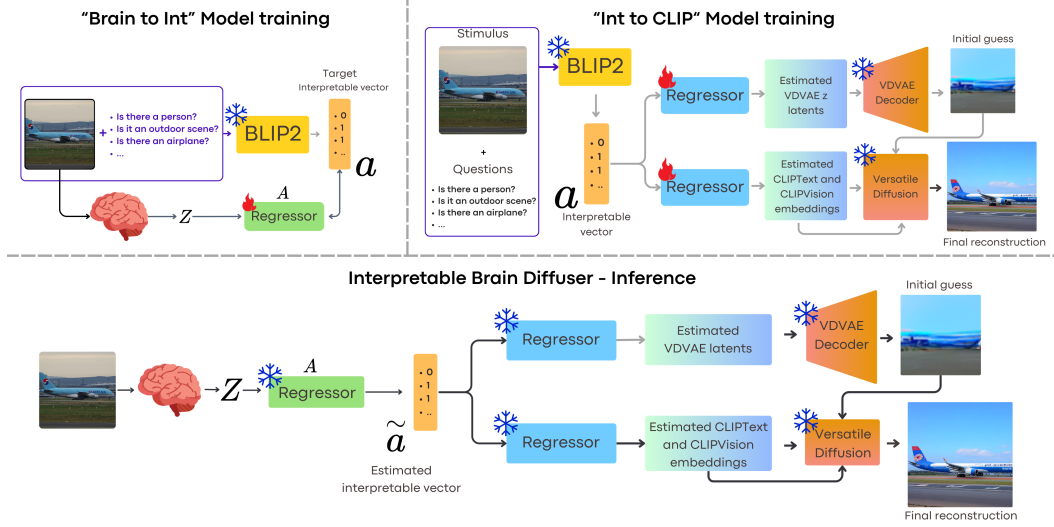 “Brain to Int” Model training
• Is there a person?
• Is it an outdoor scene?
• Is there an airplane?
• ...
+
BLIP2
Target
Interpretable vector
• 0
• 1
• 1
• ..
a
Z
A
Regressor
“Int to CLIP” Model training
Stimulus
+
Questions
• Is there a person?
• Is it an outdoor scene?
• Is there an airplane?
• ...
BLIP2
• 0
• 1
• 1
• ..
a
Interpretable
vector
Regressor
Estimated
VDVAE z
latents
VDVAE
Decoder
Initial guess
Regressor
Estimated
CLIPText and
CLIPVision
embeddings
Versatile
Diffusion
Final reconstruction
Interpretable Brain Diffuser - Inference
Z
A
Regressor
• 0
• 1
• 1
• ..
ã
Estimated
interpretable vector
Regressor
Estimated
VDVAE latents
VDVAE
Decoder
Initial guess
Regressor
Estimated CLIPText
and CLIPVision
embeddings
Versatile
Diffusion
Final reconstruction